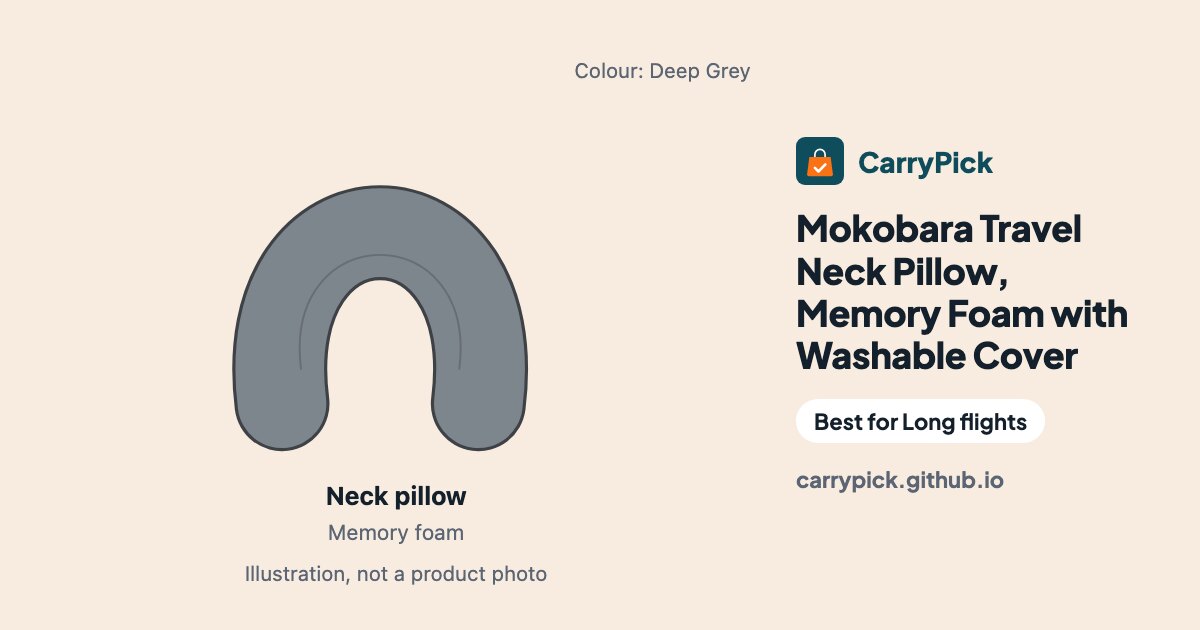 Colour: Deep Grey
CarryPick
Mokobara Travel
Neck Pillow,
Memory Foam with
Washable Cover
Best for Long flights
carrypick.github.io
Neck pillow
Memory foam
Illustration, not a product photo